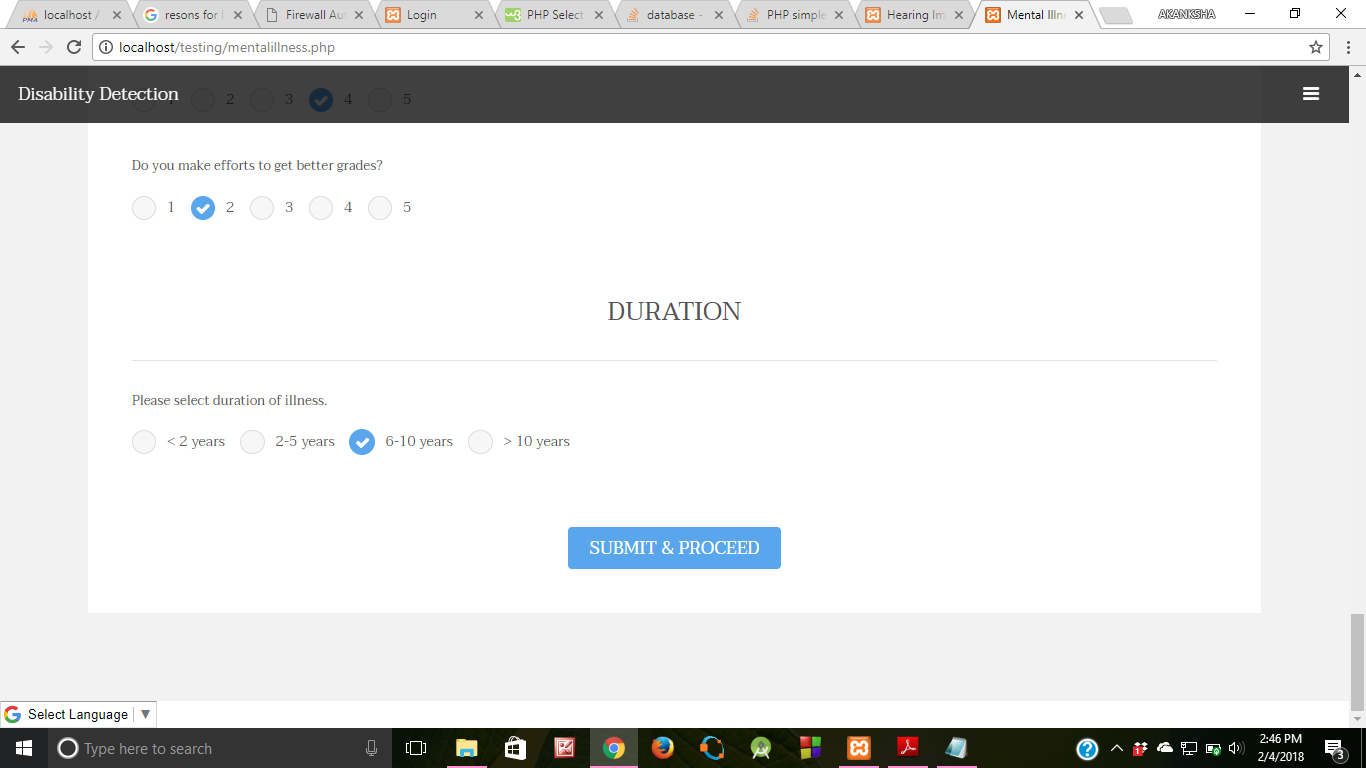 localhost / resons for Firewall Au Login PHP Select database - PHP simple Hearing Im Mental Illn AKANKSHA
localhost/testing/mentalillness.php
Disability Detection
2 3 4 5
Do you make efforts to get better grades?
1 2 3 4 5
DURATION
Please select duration of illness.
< 2 years 2-5 years 6-10 years > 10 years
SUBMIT & PROCEED
Select Language
Type here to search
2:46 PM
2/4/2018
3